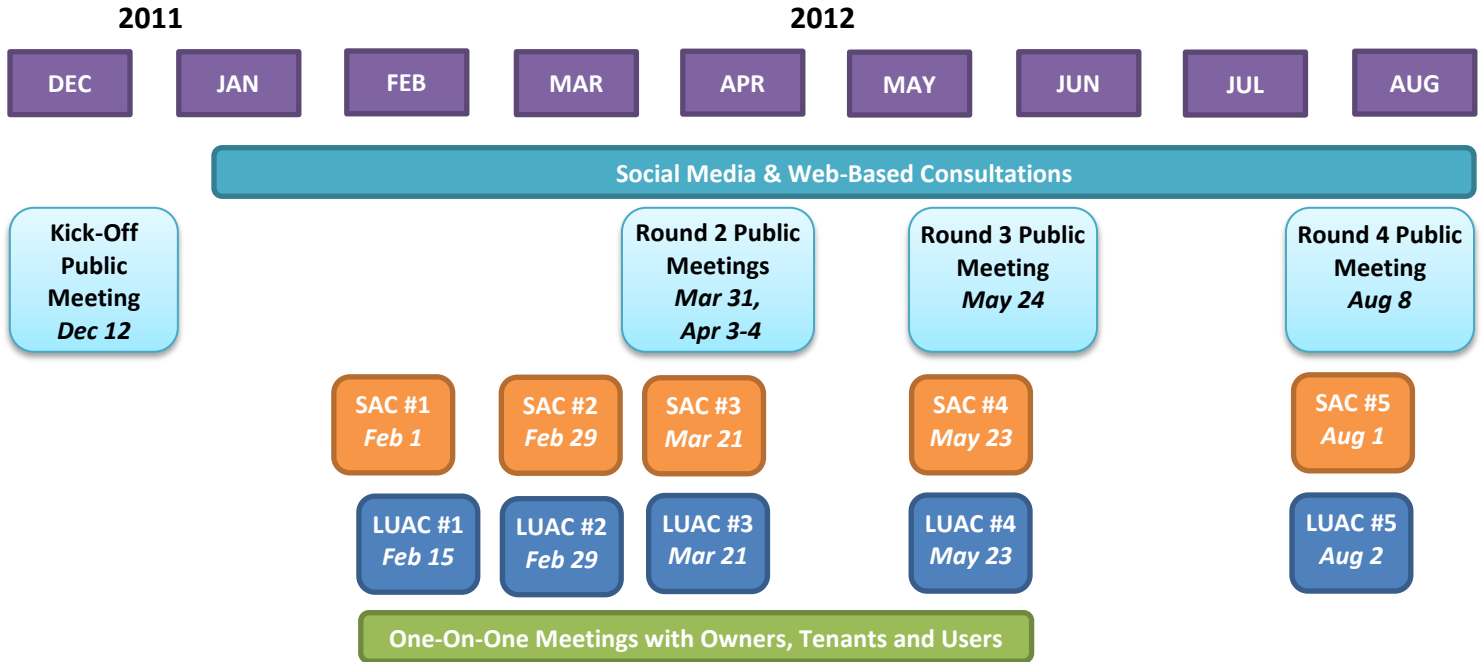 2011
2012
DEC
JAN
FEB
MAR
APR
MAY
JUN
JUL
AUG
Social Media & Web-Based Consultations
Kick-Off
Public
Meeting
Dec 12
Round 2 Public
Meetings
Mar 31,
Apr 3-4
Round 3 Public
Meeting
May 24
Round 4 Public
Meeting
Aug 8
SAC #1
Feb 1
SAC #2
Feb 29
SAC #3
Mar 21
SAC #4
May 23
SAC #5
Aug 1
LUAC #1
Feb 15
LUAC #2
Feb 29
LUAC #3
Mar 21
LUAC #4
May 23
LUAC #5
Aug 2
One-On-One Meetings with Owners, Tenants and Users